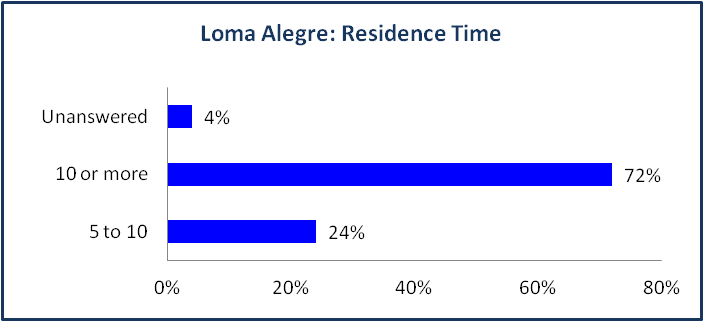 Loma Alegre: Residence Time
Unanswered 4%
10 or more 72%
5 to 10 24%
0% 20% 40% 60% 80%